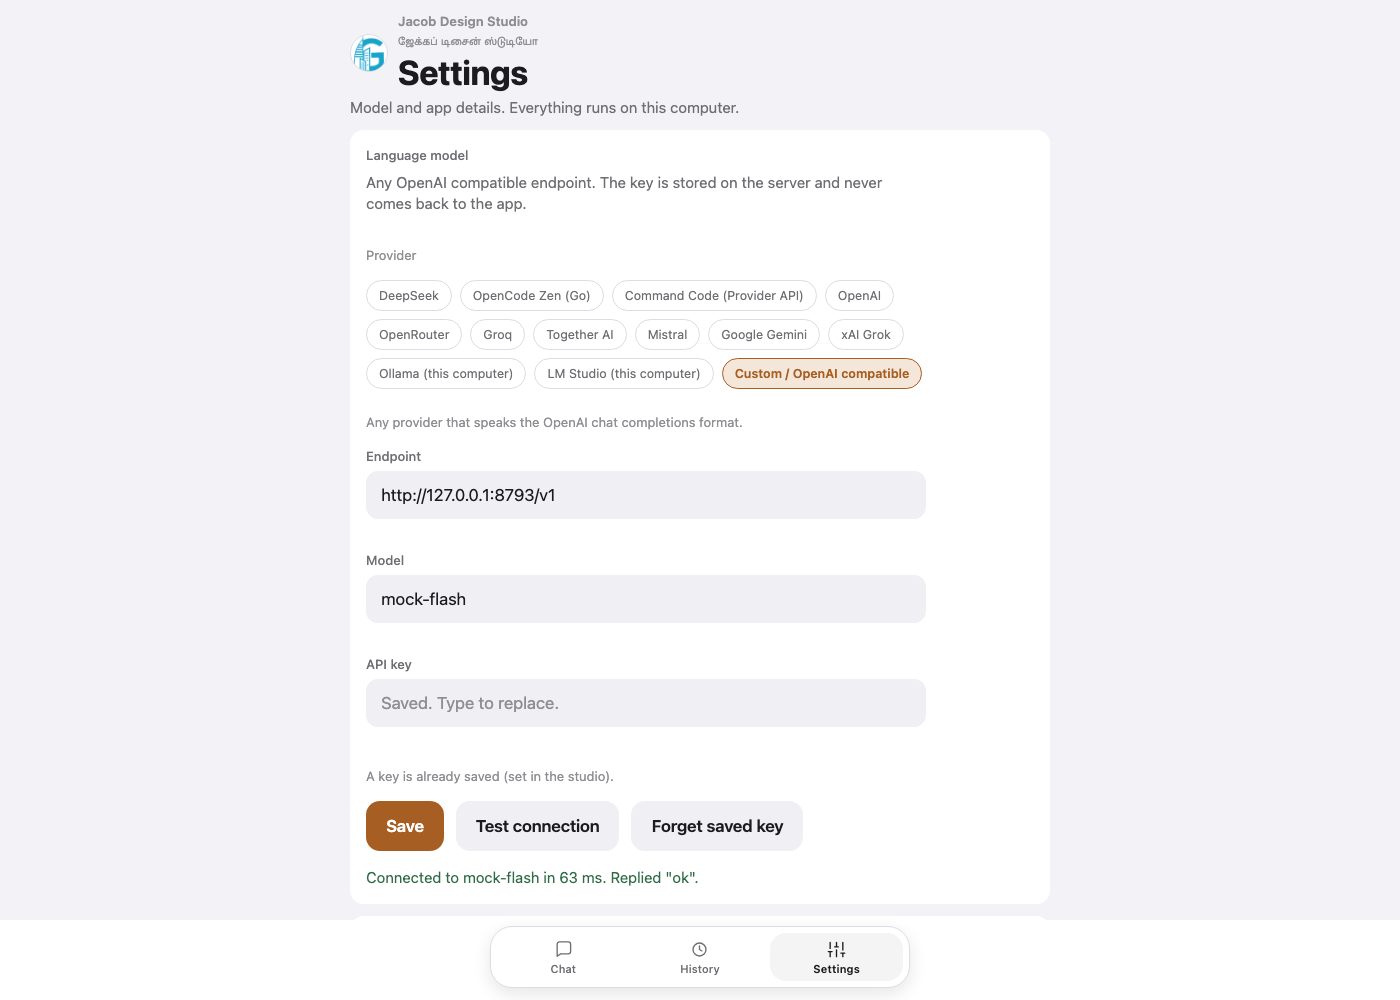 Jacob Design Studio
ஜேக்கப் டிசைன் ஸ்டுடியோ
Settings
Model and app details. Everything runs on this computer.
Language model
Any OpenAI compatible endpoint. The key is stored on the server and never
comes back to the app.
Provider
DeepSeek
OpenCode Zen (Go)
Command Code (Provider API)
OpenAI
OpenRouter
Groq
Together AI
Mistral
Google Gemini
xAI Grok
Ollama (this computer)
LM Studio (this computer)
Custom / OpenAI compatible
Any provider that speaks the OpenAI chat completions format.
Endpoint
http://127.0.0.1:8793/v1
Model
mock-flash
API key
Saved. Type to replace.
A key is already saved (set in the studio).
Save
Test connection
Forget saved key
Connected to mock-flash in 63 ms. Replied "ok".
Chat
History
Settings